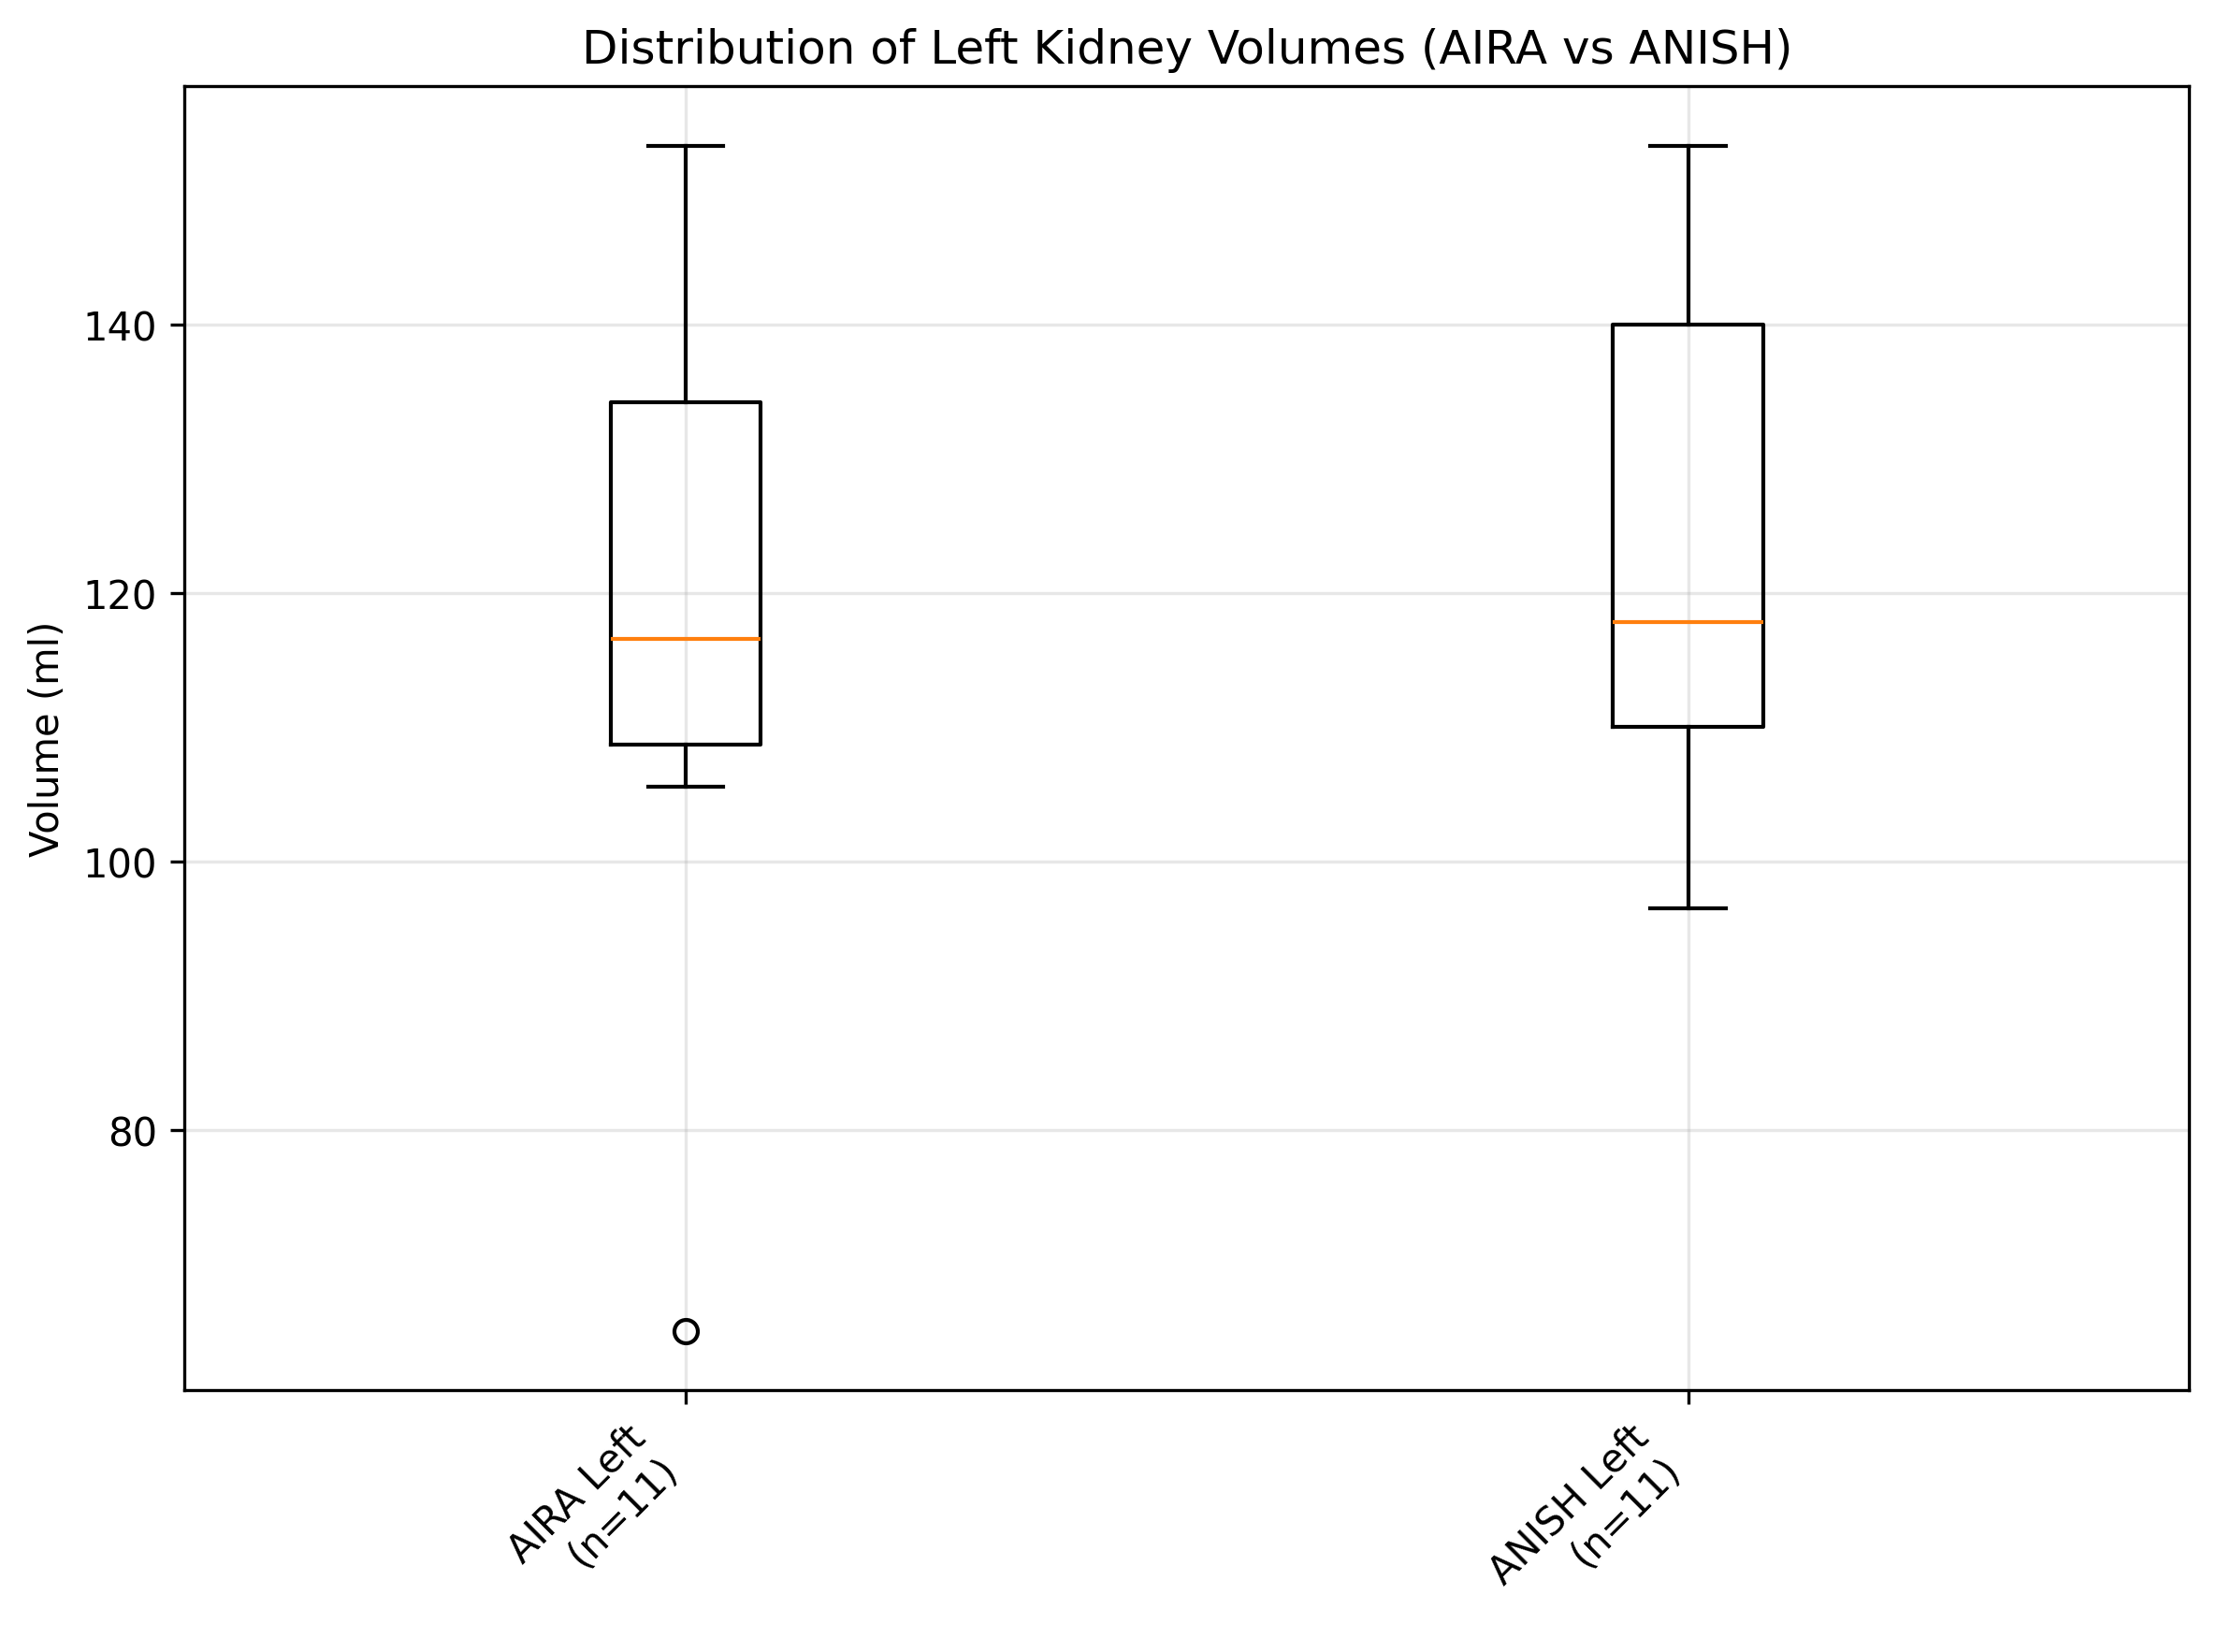 Distribution of Left Kidney Volumes (AIRA vs ANISH)
Volume (ml)
140
120
100
80
AIRA Left
(n=11)
ANISH Left
(n=11)